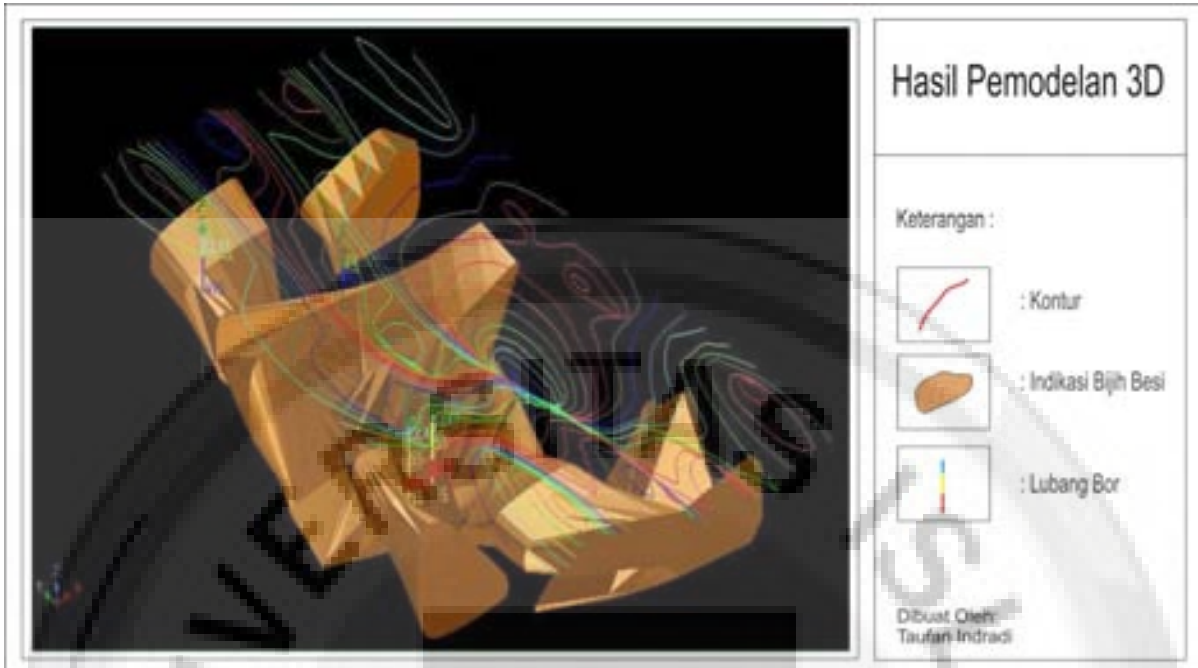 Hasil Pemodelan 3D
Keterangan :
: Kontur
: Indikasi Bijih Besi
: Lubang Bor
Dibuat Oleh:
Taufan Indradi